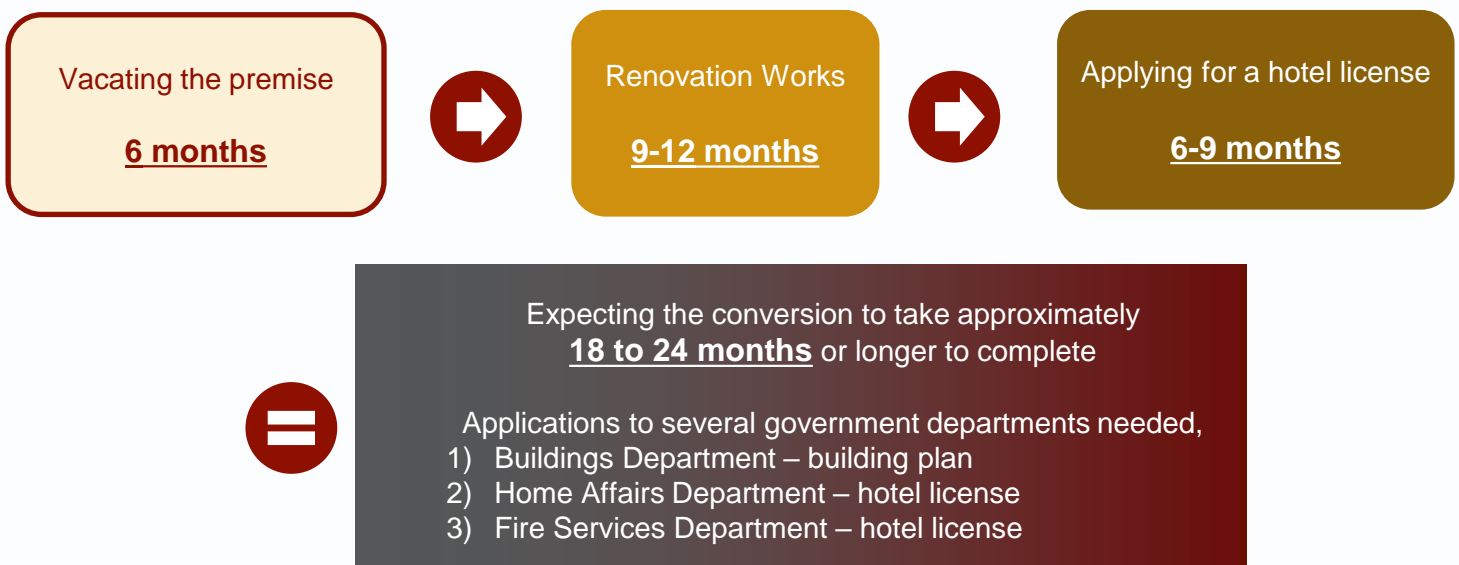 Vacating the premise
6 months
Renovation Works
9-12 months
Applying for a hotel license
6-9 months
Expecting the conversion to take approximately
18 to 24 months or longer to complete
Applications to several government departments needed,
1) Buildings Department – building plan
2) Home Affairs Department – hotel license
3) Fire Services Department – hotel license